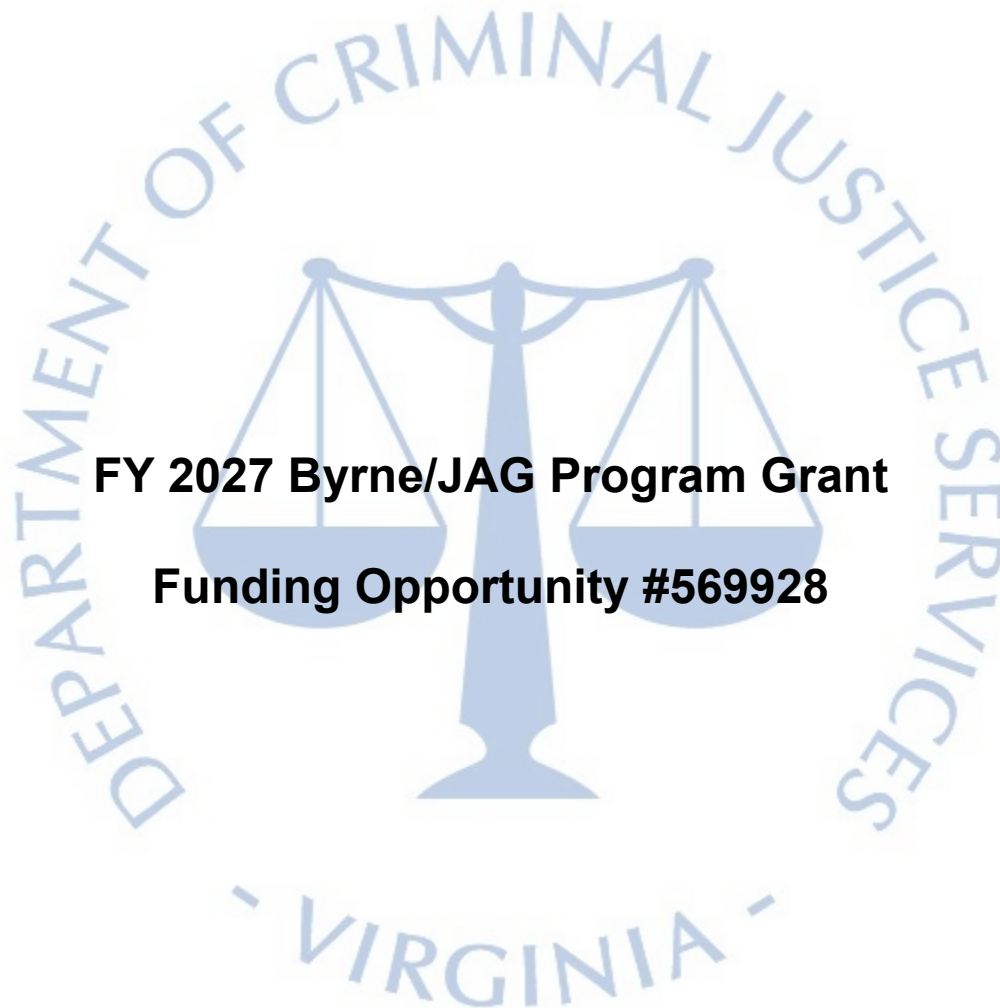 DEPARTMENT OF CRIMINAL JUSTICE SERVICES
FY 2027 Byrne/JAG Program Grant
Funding Opportunity #569928
- VIRGINIA -